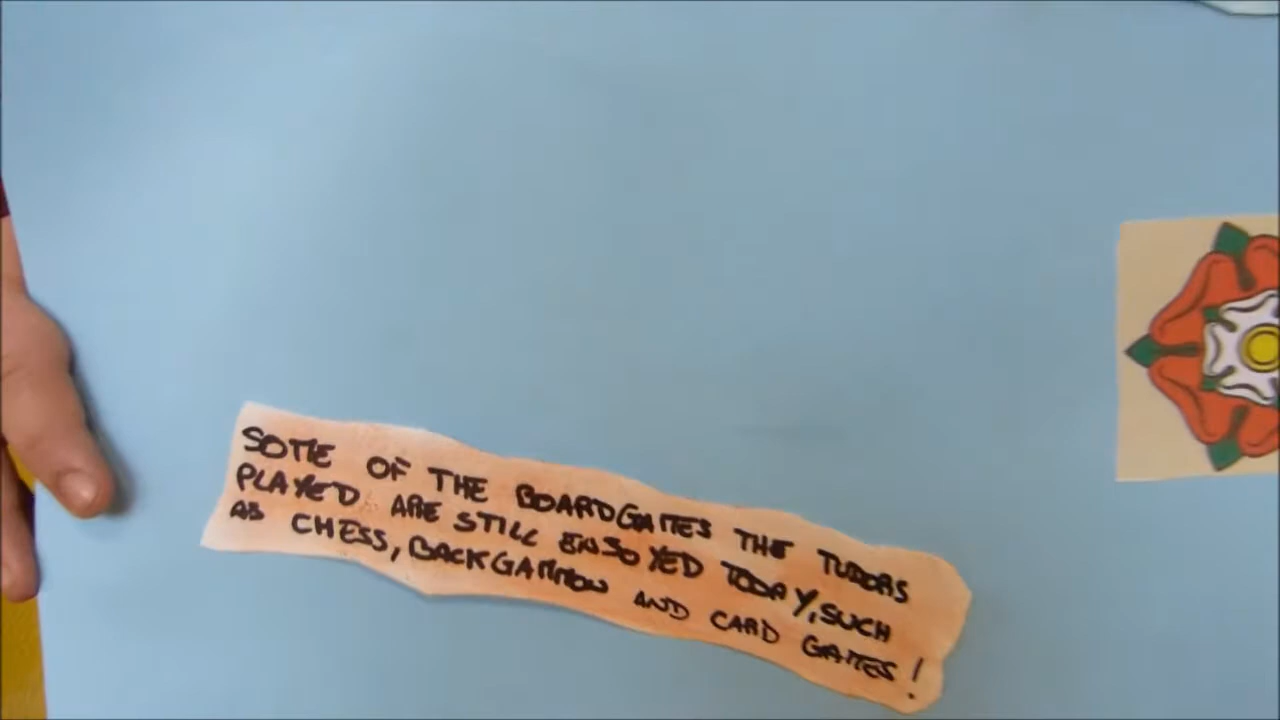 SOME OF THE BOARDGAMES THE TUDORS
PLAYED ARE STILL ENJOYED TODAY, SUCH
AS CHESS, BACKGAMMON AND CARD GAMES!